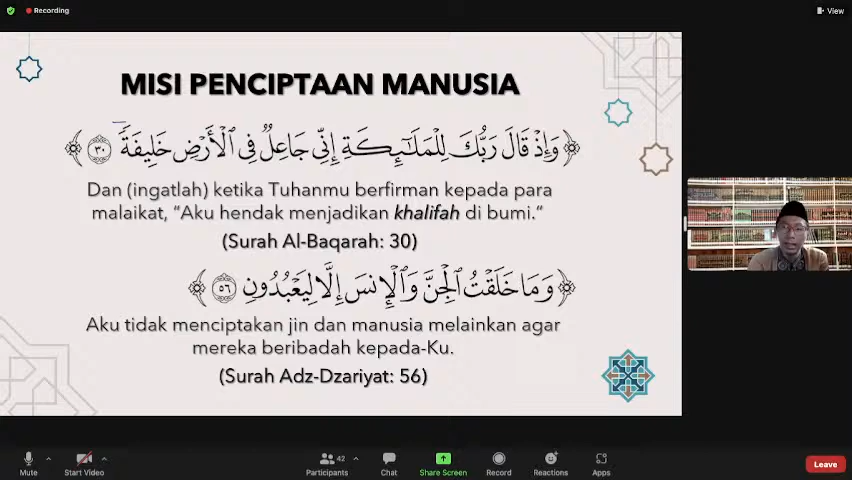 Recording
View
MISI PENCIPTAAN MANUSIA
وَإِذْ قَالَ رَبُّكَ لِلْمَلَٰٓئِكَةِ إِنِّي جَاعِلٌ فِي ٱلْأَرْضِ خَلِيفَةً ۖ ٣٠
Dan (ingatlah) ketika Tuhanmu berfirman kepada para
malaikat, “Aku hendak menjadikan khalifah di bumi.“
(Surah Al-Baqarah: 30)
وَمَا خَلَقْتُ ٱلْجِنَّ وَٱلْإِنسَ إِلَّا لِيَعْبُدُونِ ٥٦
Aku tidak menciptakan jin dan manusia melainkan agar
mereka beribadah kepada-Ku.
(Surah Adz-Dzariyat: 56)
Mute Start Video Participants 42 Chat Share Screen Record Reactions Apps Leave